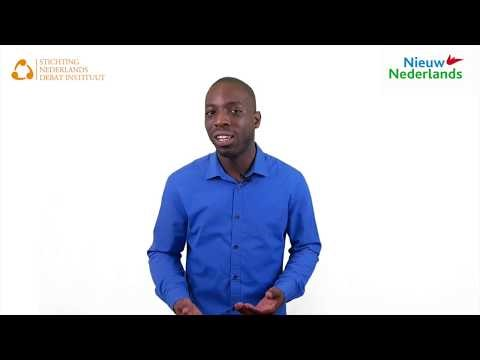 STICHTING
NEDERLANDS
DEBAT INSTITUUT
Nieuw
Nederlands